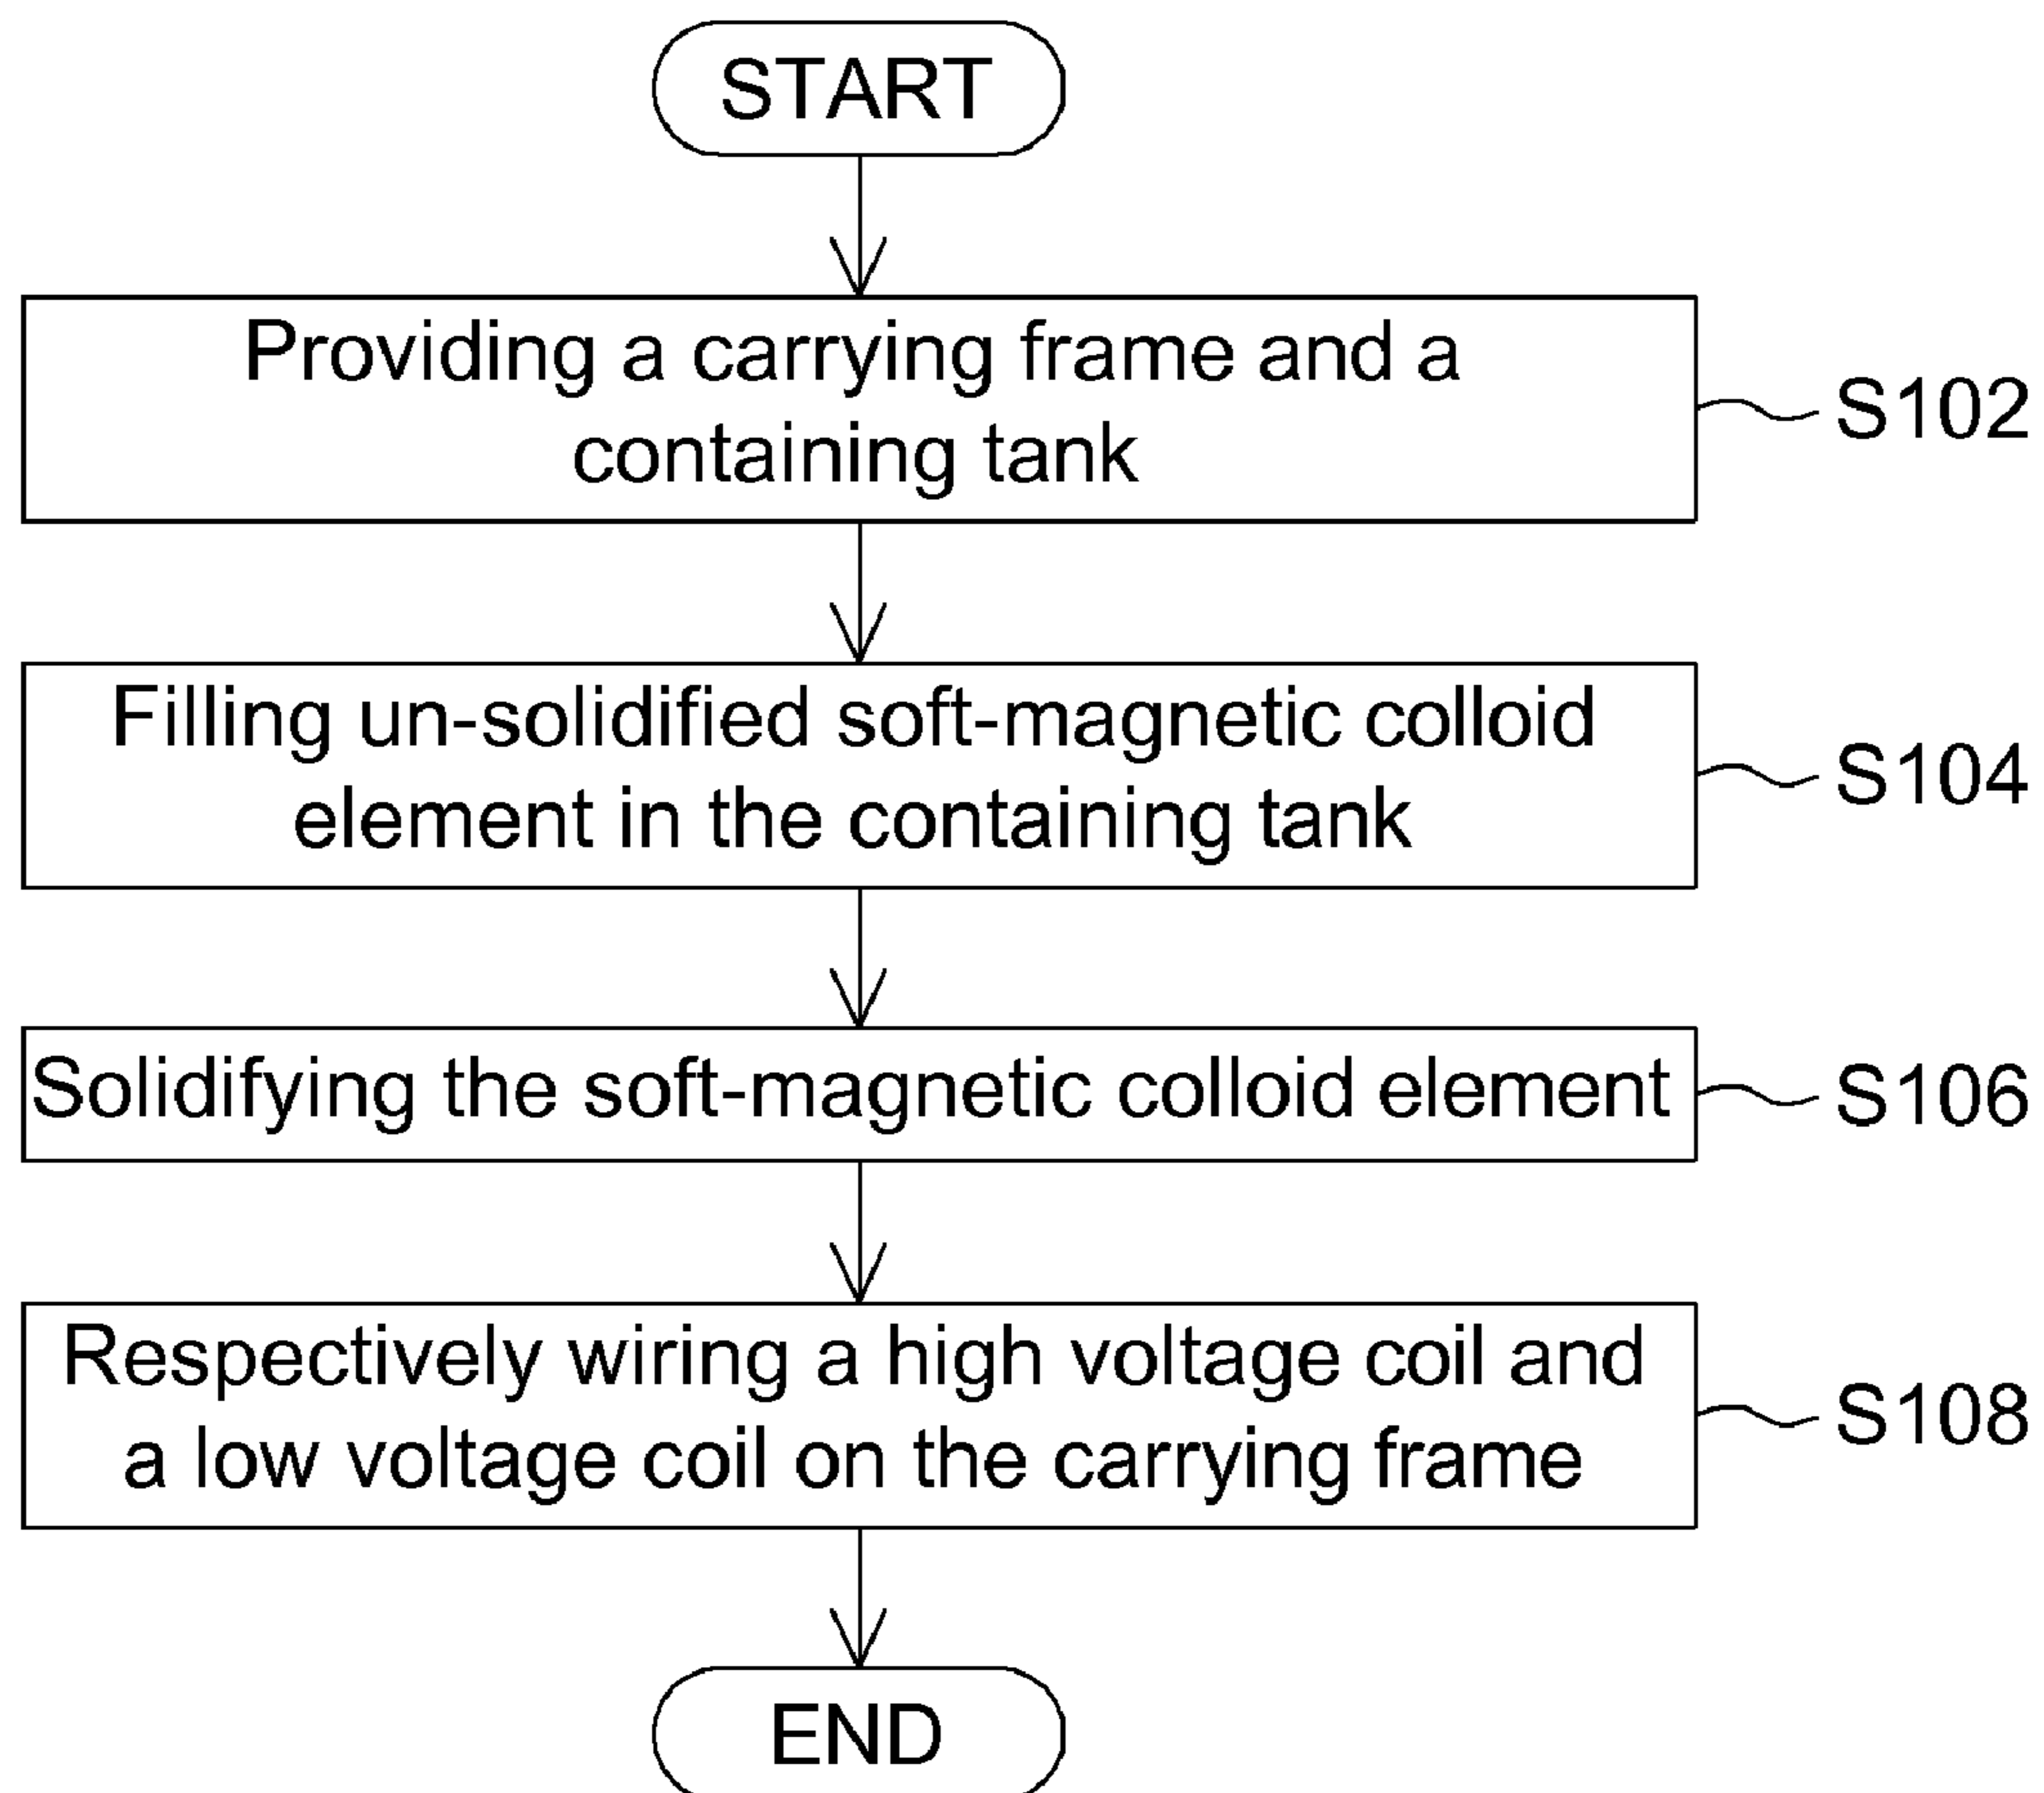 START
Providing a carrying frame and a
containing tank
S102
Filling un-solidified soft-magnetic colloid
element in the containing tank
S104
Solidifying the soft-magnetic colloid element
S106
Respectively wiring a high voltage coil and
a low voltage coil on the carrying frame
S108
END